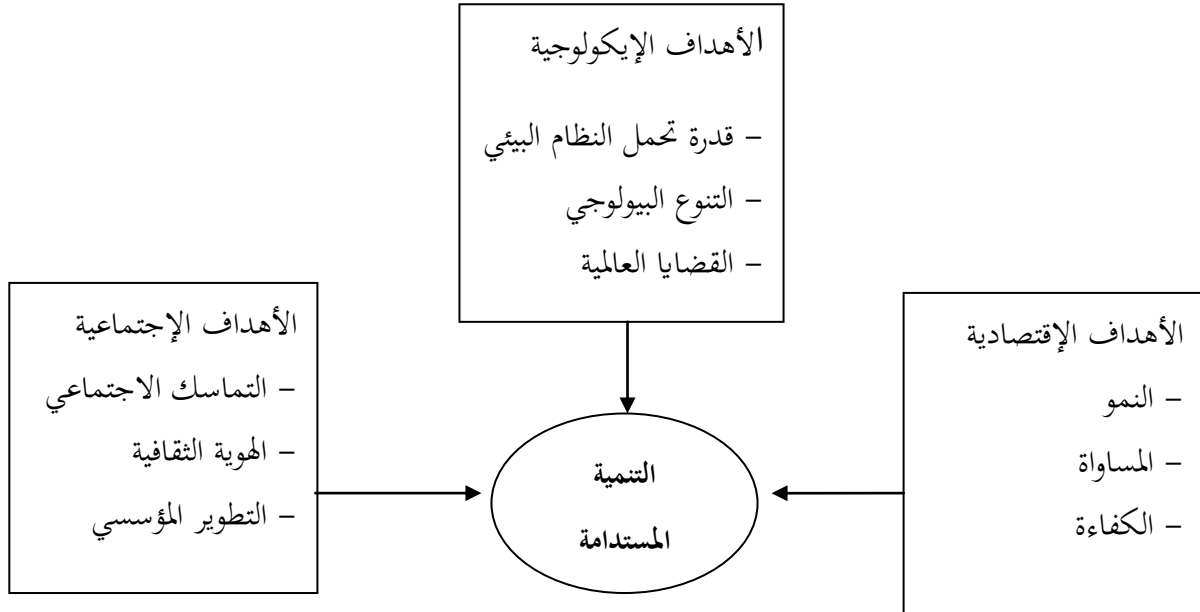 الأهداف الإيكولوجية
– قدرة تحمل النظام البيئي
– التنوع البيولوجي
– القضايا العالمية
الأهداف الإقتصادية
– النمو
– المساواة
– الكفاءة
التنمية
المستدامة
الأهداف الإجتماعية
– التماسك الاجتماعي
– الهوية الثقافية
– التطوير المؤسسي